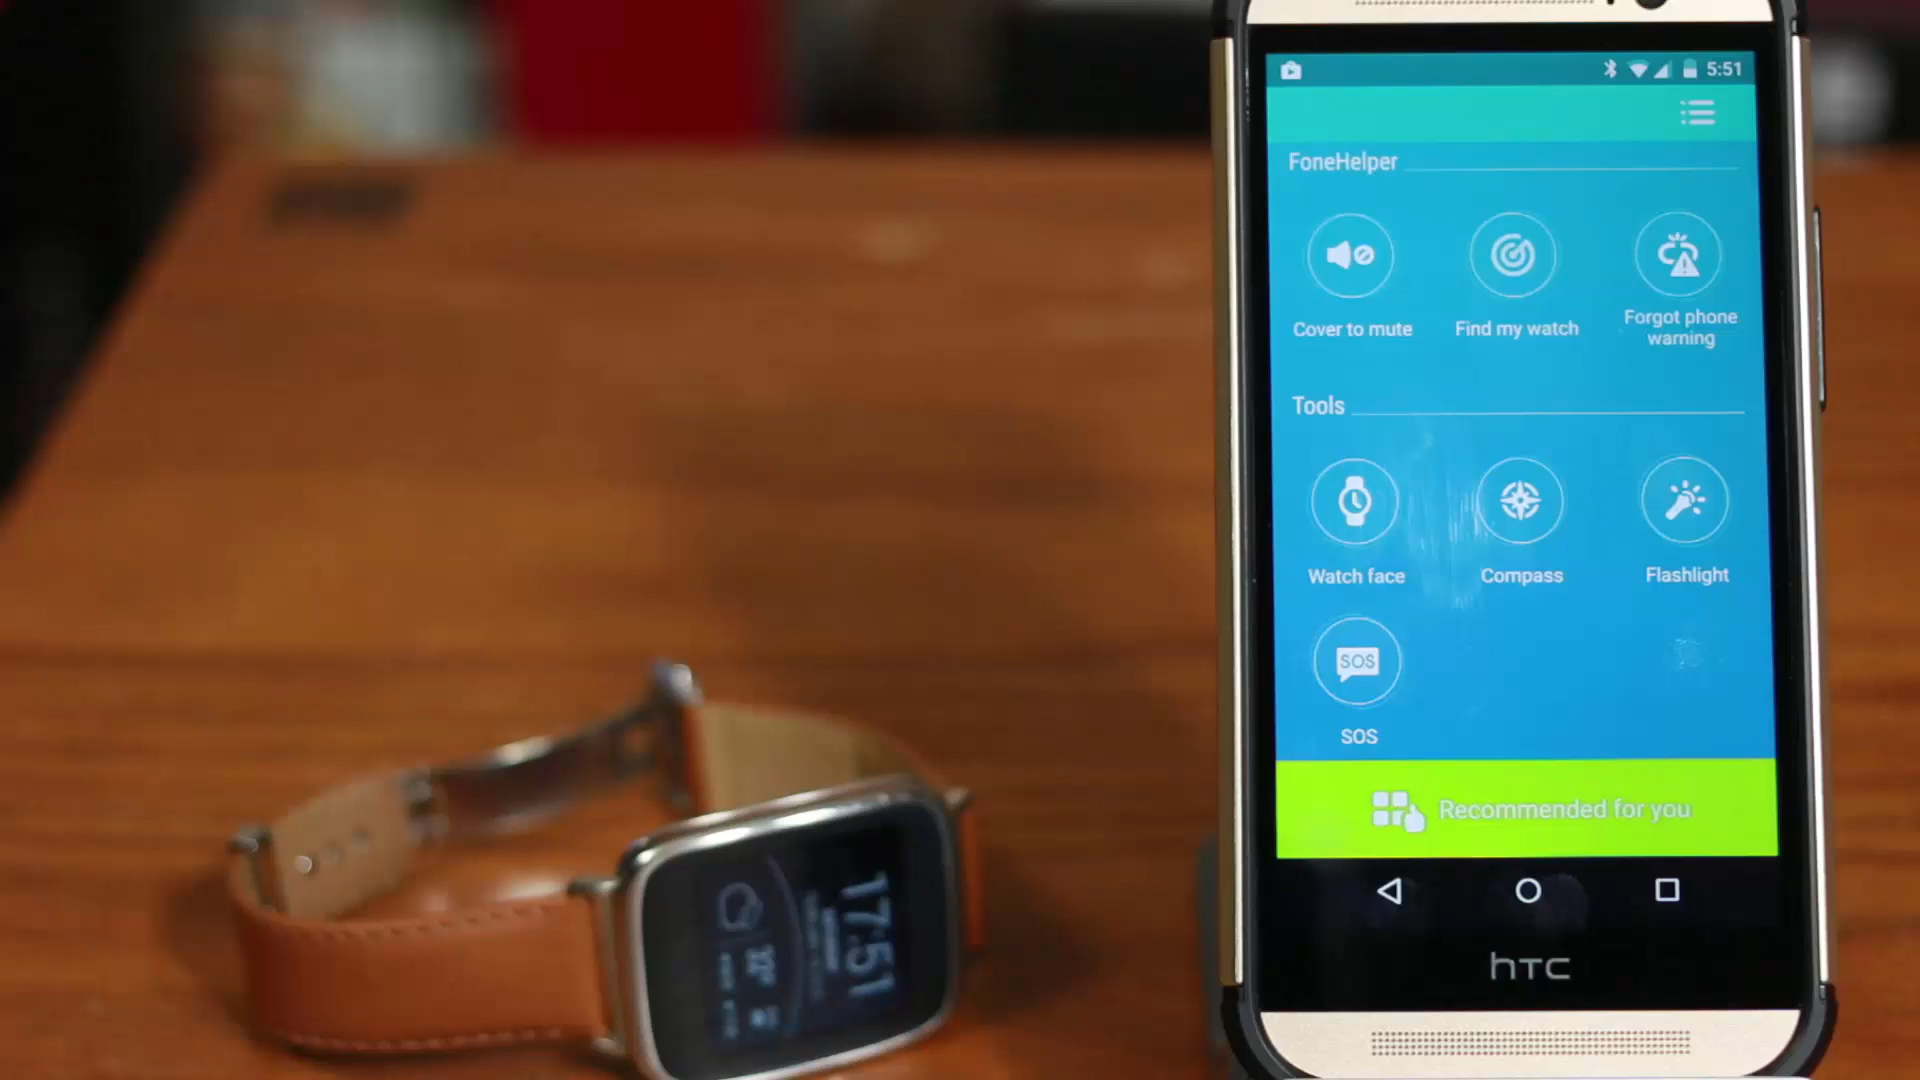 5:51
FoneHelper
Cover to mute
Find my watch
Forgot phone
warning
Tools
Watch face
Compass
Flashlight
SOS
SOS
Recommended for you
hTC
17:51